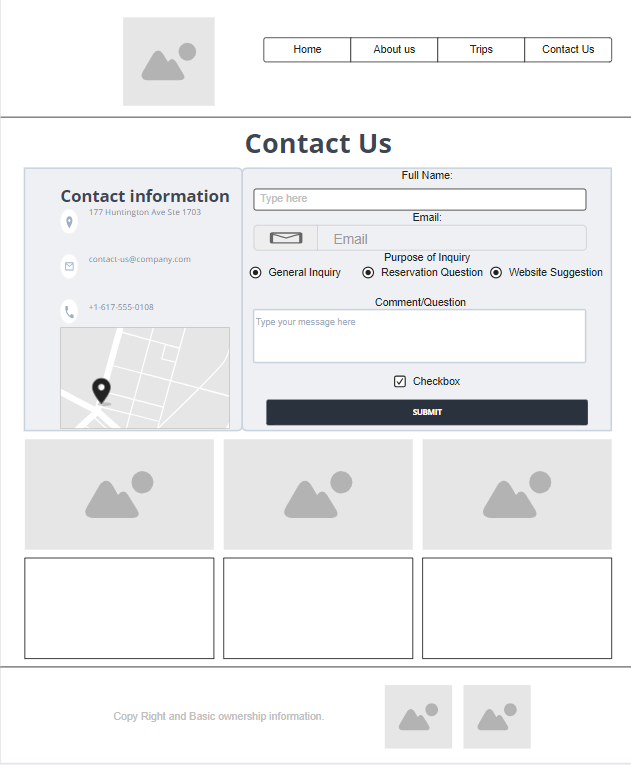 Home About us Trips Contact Us
Contact Us
Contact information
177 Huntington Ave Ste 1703
contact-us@company.com
+1-617-555-0108
Full Name:
Type here
Email:
Email
Purpose of Inquiry
General Inquiry Reservation Question Website Suggestion
Comment/Question
Type your message here
Checkbox
SUBMIT
Copy Right and Basic ownership information.